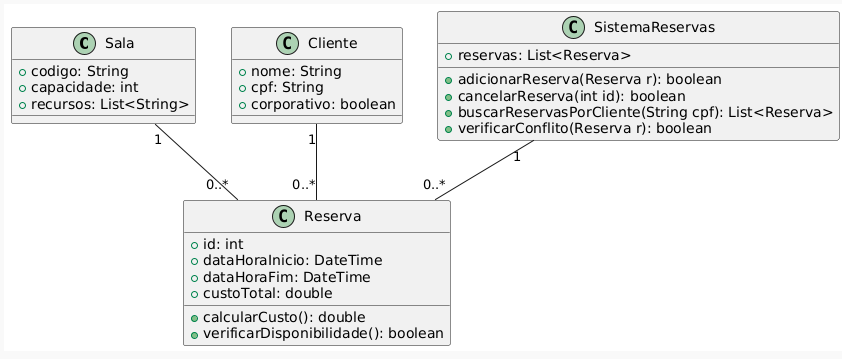 C Sala
codigo: String
capacidade: int
recursos: List<String>
C Cliente
nome: String
cpf: String
corporativo: boolean
C SistemaReservas
reservas: List<Reserva>
adicionarReserva(Reserva r): boolean
cancelarReserva(int id): boolean
buscarReservasPorCliente(String cpf): List<Reserva>
verificarConflito(Reserva r): boolean
1
1
1
0..*
0..*
0..*
C Reserva
id: int
dataHoraInicio: DateTime
dataHoraFim: DateTime
custoTotal: double
calcularCusto(): double
verificarDisponibilidade(): boolean